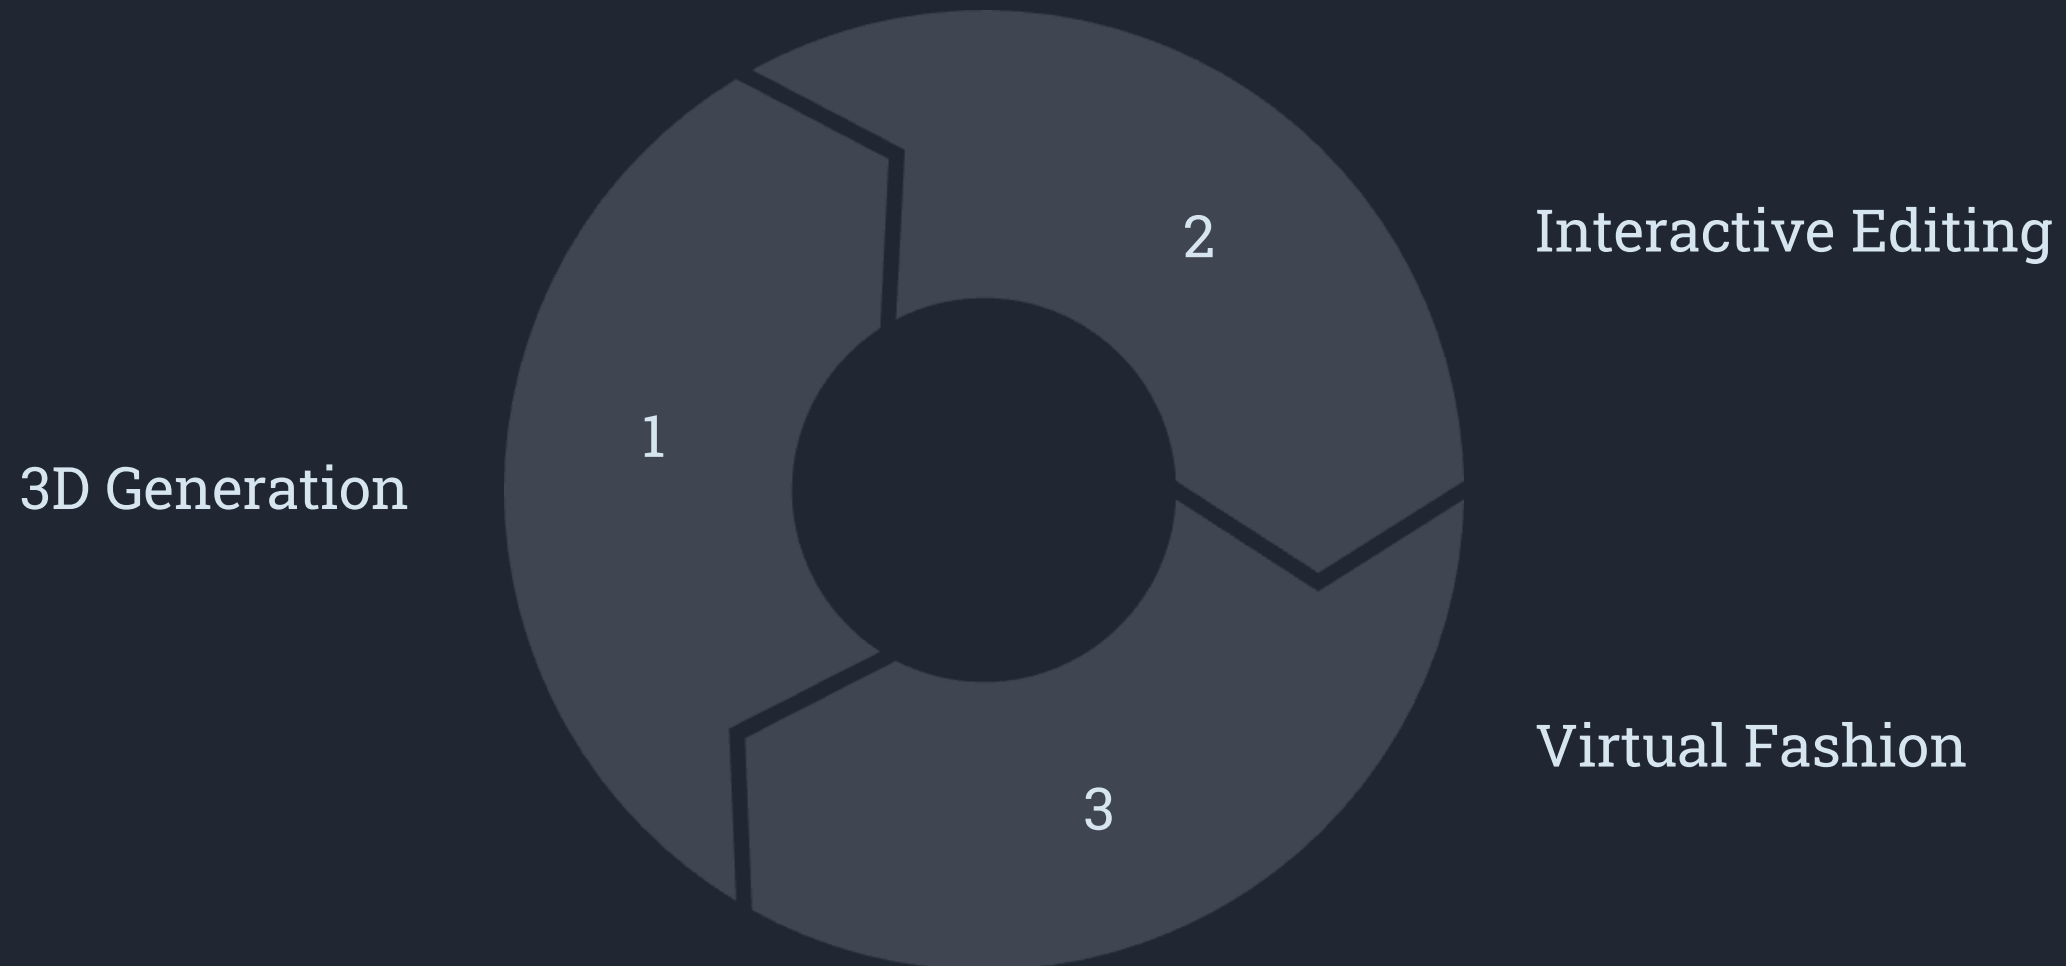 2
Interactive Editing
1
3D Generation
Virtual Fashion
3